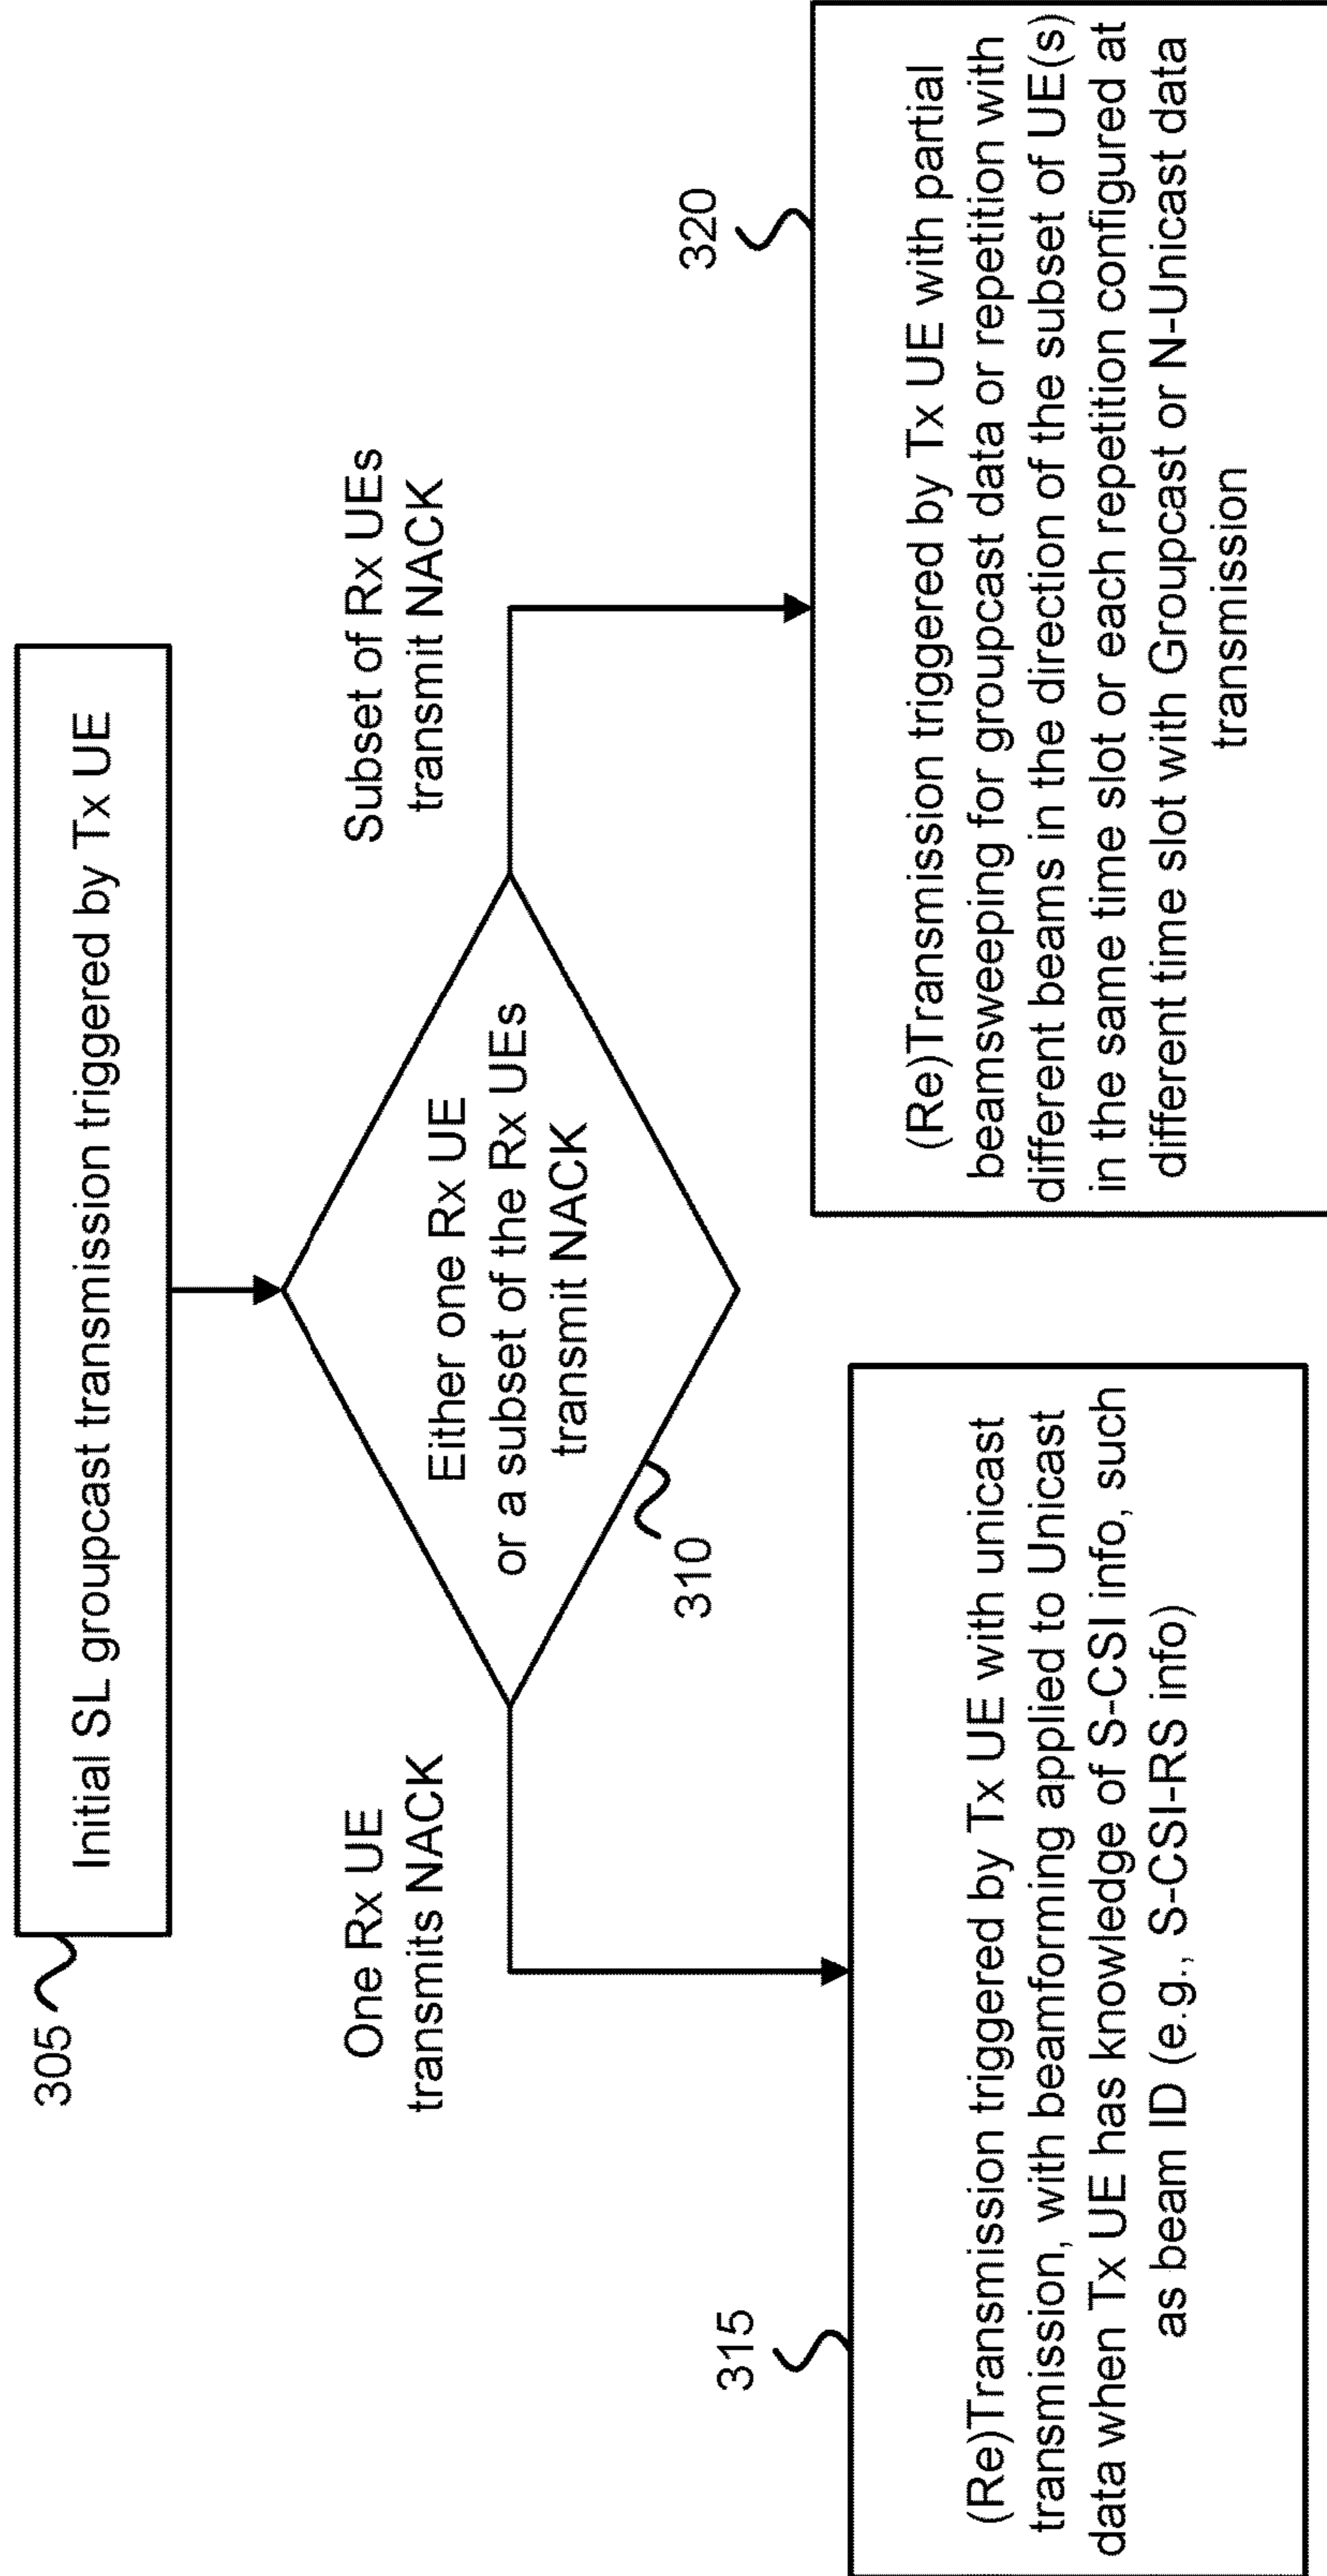 305
Initial SL groupcast transmission triggered by Tx UE
One Rx UE
transmits NACK
Either one Rx UE
or a subset of the Rx UEs
transmit NACK
310
Subset of Rx UEs
transmit NACK
315
(Re)Transmission triggered by Tx UE with unicast
transmission, with beamforming applied to Unicast
data when Tx UE has knowledge of S-CSI info, such
as beam ID (e.g., S-CSI-RS info)
320
(Re)Transmission triggered by Tx UE with partial
beamsweeping for groupcast data or repetition with
different beams in the direction of the subset of UE(s)
in the same time slot or each repetition configured at
different time slot with Groupcast or N-Unicast data
transmission